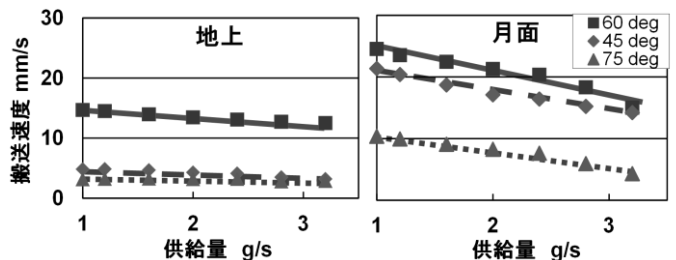 地上
月面
60 deg
45 deg
75 deg
搬送速度 mm/s
30
20
10
0
1
2
3
1
2
3
供給量 g/s
供給量 g/s